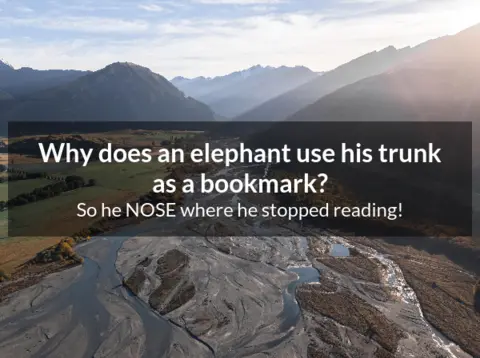 Why does an elephant use his trunk
as a bookmark?
So he NOSE where he stopped reading!